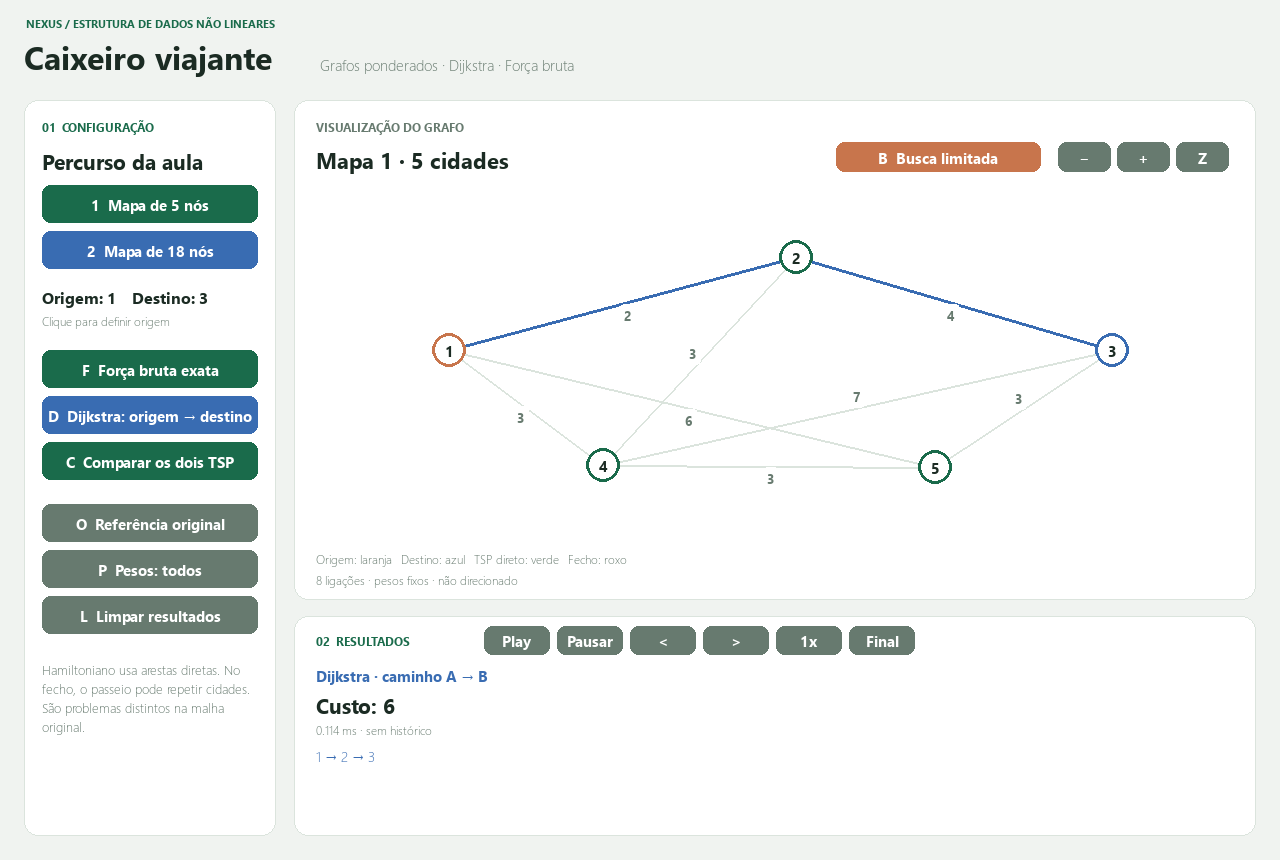 NEXUS / ESTRUTURA DE DADOS NÃO LINEARES
Caixeiro viajante
Grafos ponderados · Dijkstra · Força bruta
01 CONFIGURAÇÃO
Percurso da aula
1 Mapa de 5 nós
2 Mapa de 18 nós
Origem: 1 Destino: 3
Clique para definir origem
F Força bruta exata
D Dijkstra: origem → destino
C Comparar os dois TSP
O Referência original
P Pesos: todos
L Limpar resultados
Hamiltoniano usa arestas diretas. No
fecho, o passeio pode repetir cidades.
São problemas distintos na malha
original.
VISUALIZAÇÃO DO GRAFO
Mapa 1 · 5 cidades
B Busca limitada
–
+
Z
2
2
4
1
3
3
7
3
3
6
4
5
3
Origem: laranja Destino: azul TSP direto: verde Fecho: roxo
8 ligações · pesos fixos · não direcionado
02 RESULTADOS
Play
Pausar
<
>
1x
Final
Dijkstra · caminho A → B
Custo: 6
0.114 ms · sem histórico
1 → 2 → 3